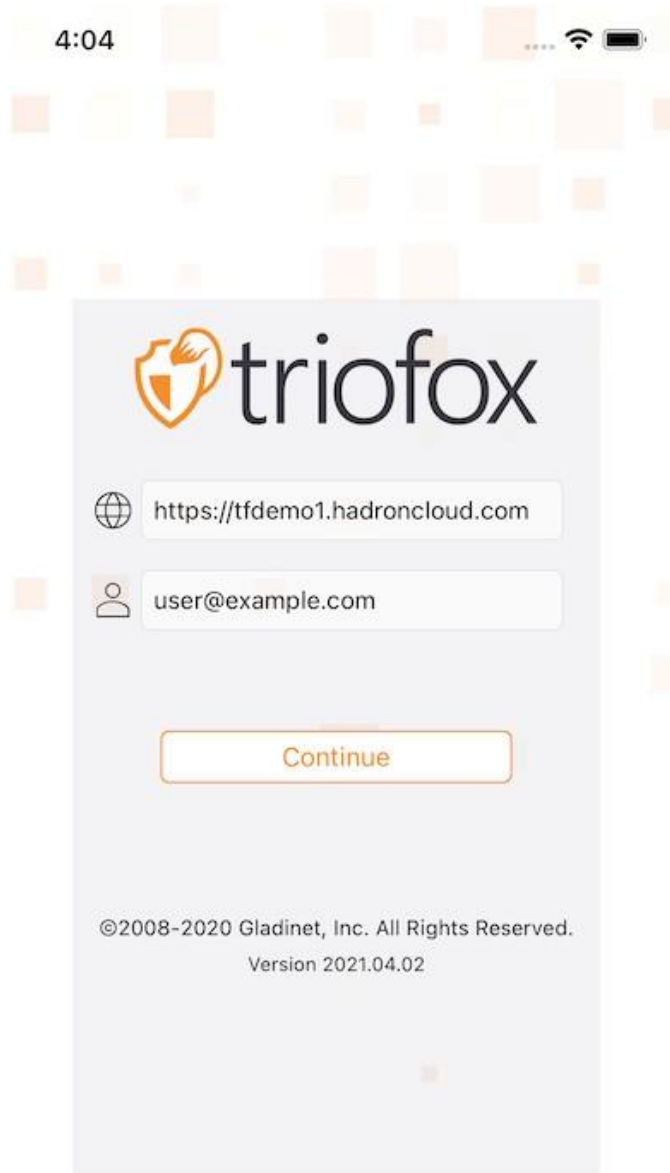 4:04
triofox
https://tfdemo1.hadroncloud.com
user@example.com
Continue
©2008-2020 Gladinet, Inc. All Rights Reserved.
Version 2021.04.02